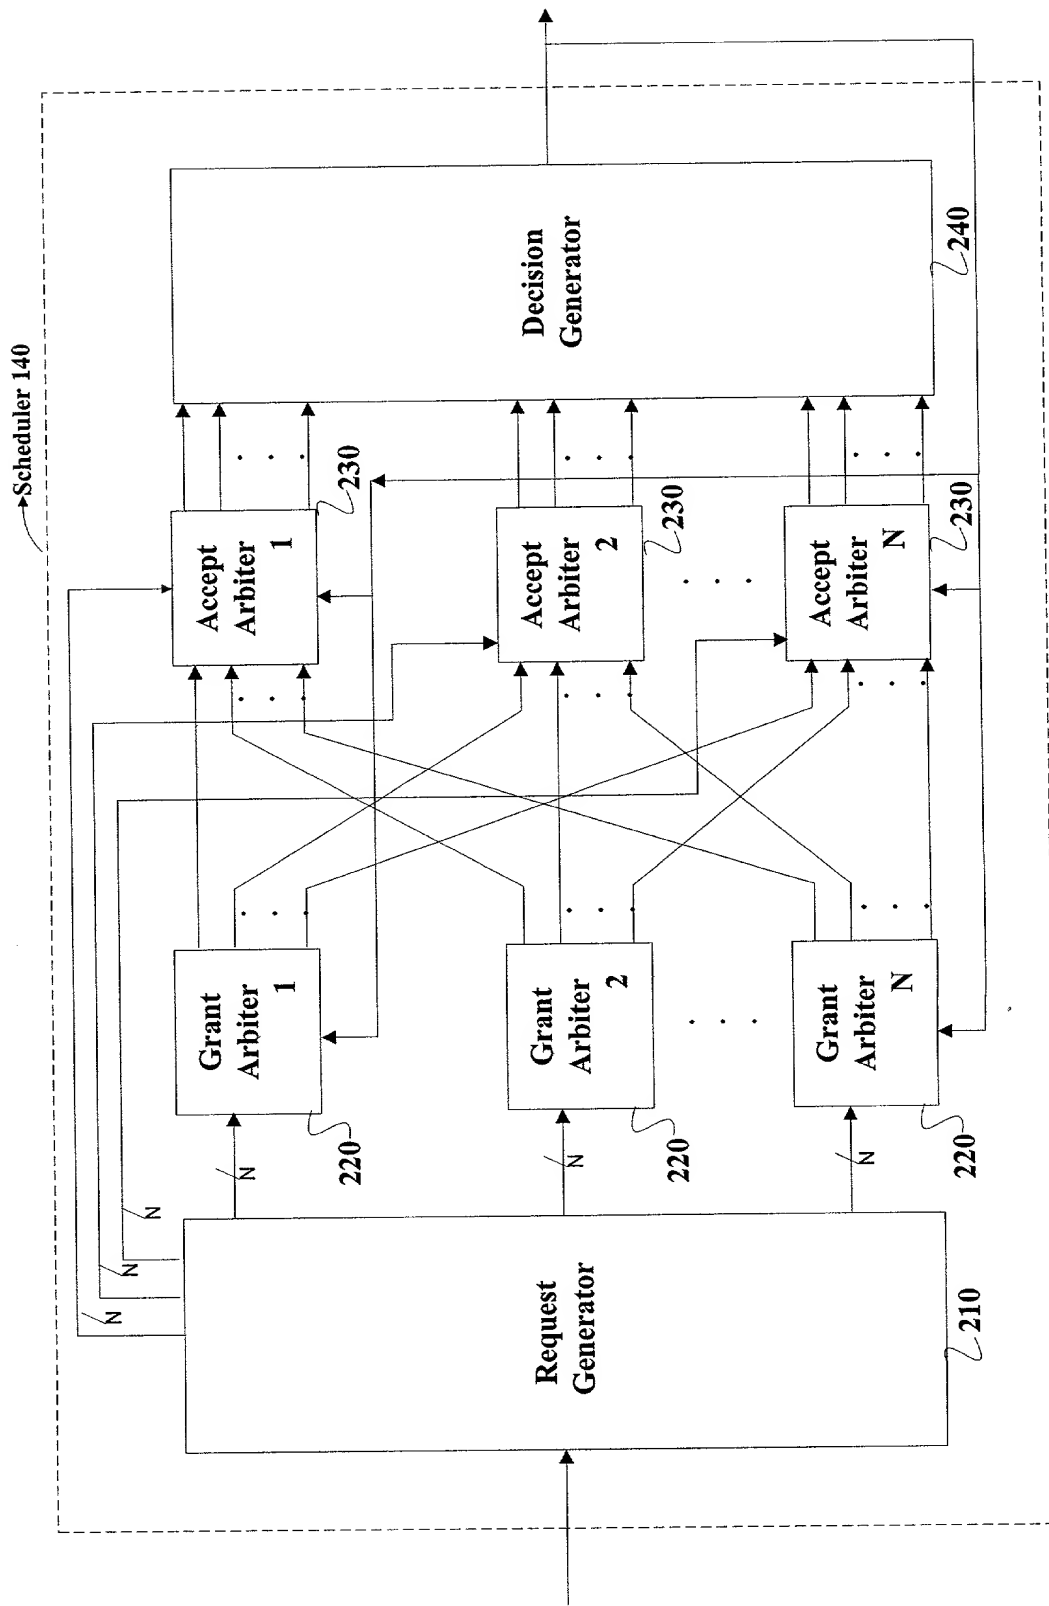 Scheduler 140
Request
Generator
210
N
N
N
N
N
N
Grant
Arbiter
1
220
Grant
Arbiter
2
220
. . .
Grant
Arbiter
N
220
Accept
Arbiter
1
230
Accept
Arbiter
2
230
. . .
Accept
Arbiter
N
230
Decision
Generator
240